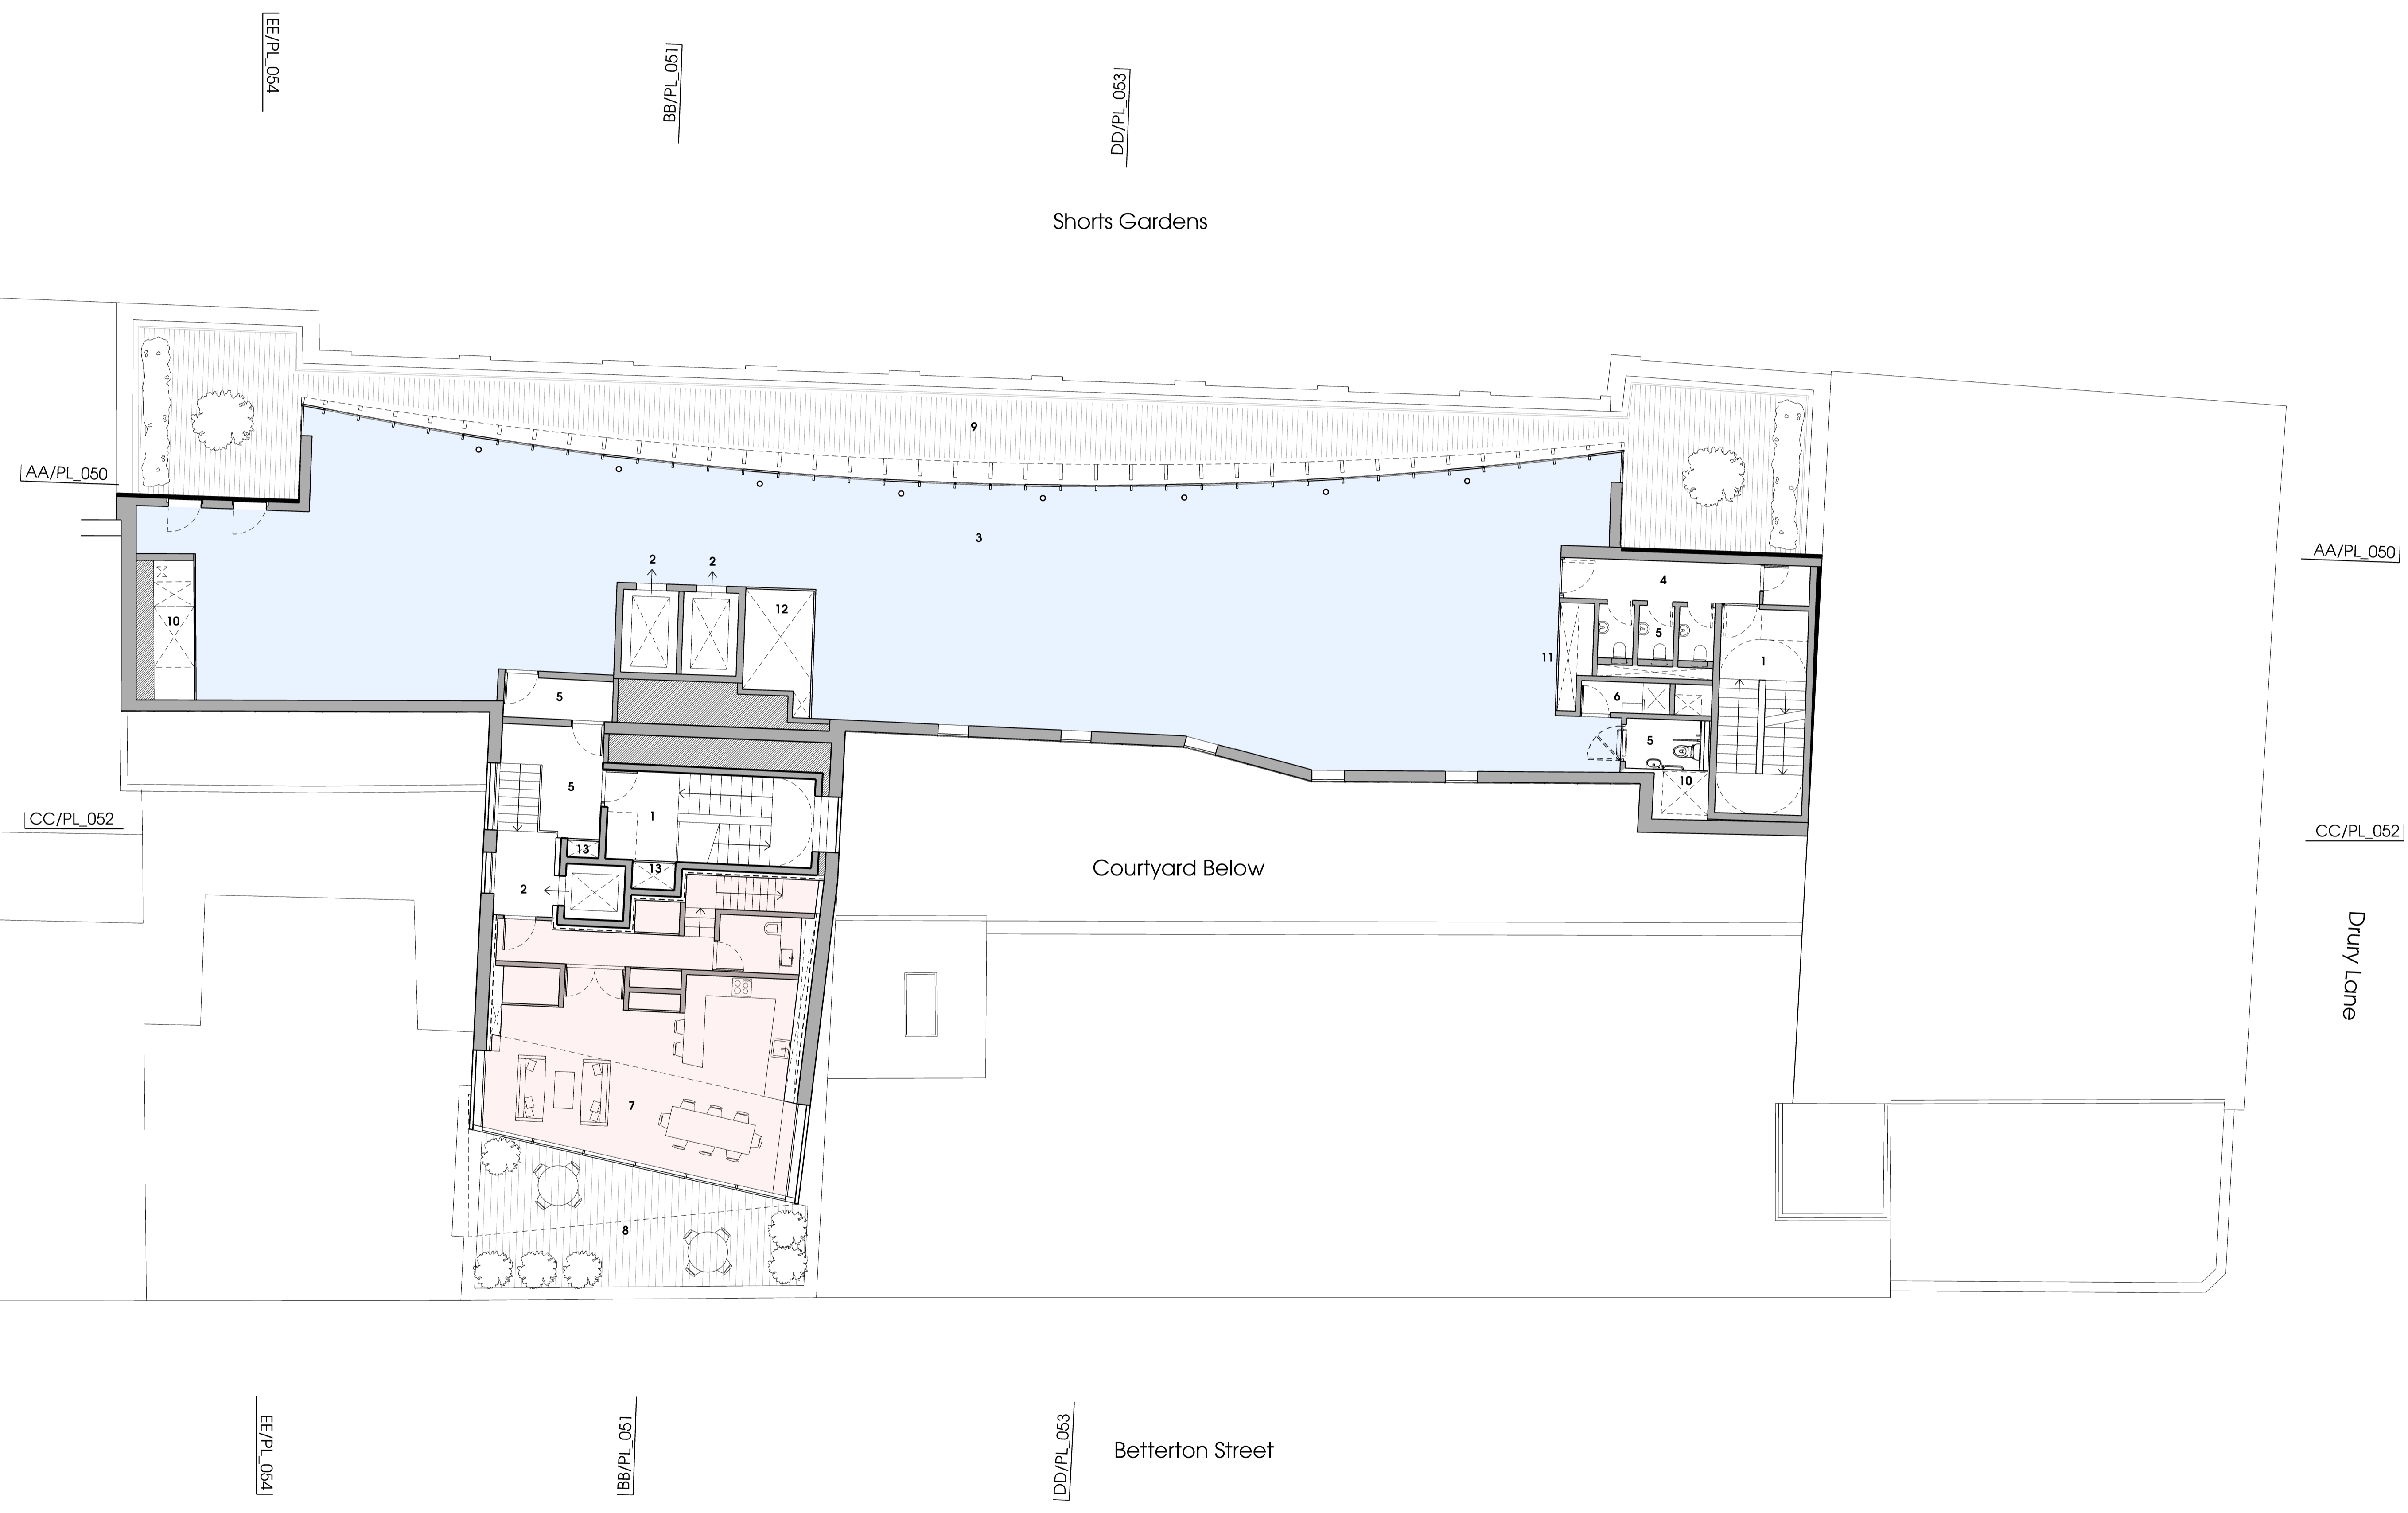 EE/PL_054
BB/PL_051
DD/PL_053
Shorts Gardens
9
AA/PL_050
3
AA/PL_050
2
2
4
12
10
5
11
1
5
6
5
10
5
1
CC/PL_052
CC/PL_052
13
13
Courtyard Below
2
Drury Lane
7
8
EE/PL_054
BB/PL_051
DD/PL_053
Betterton Street